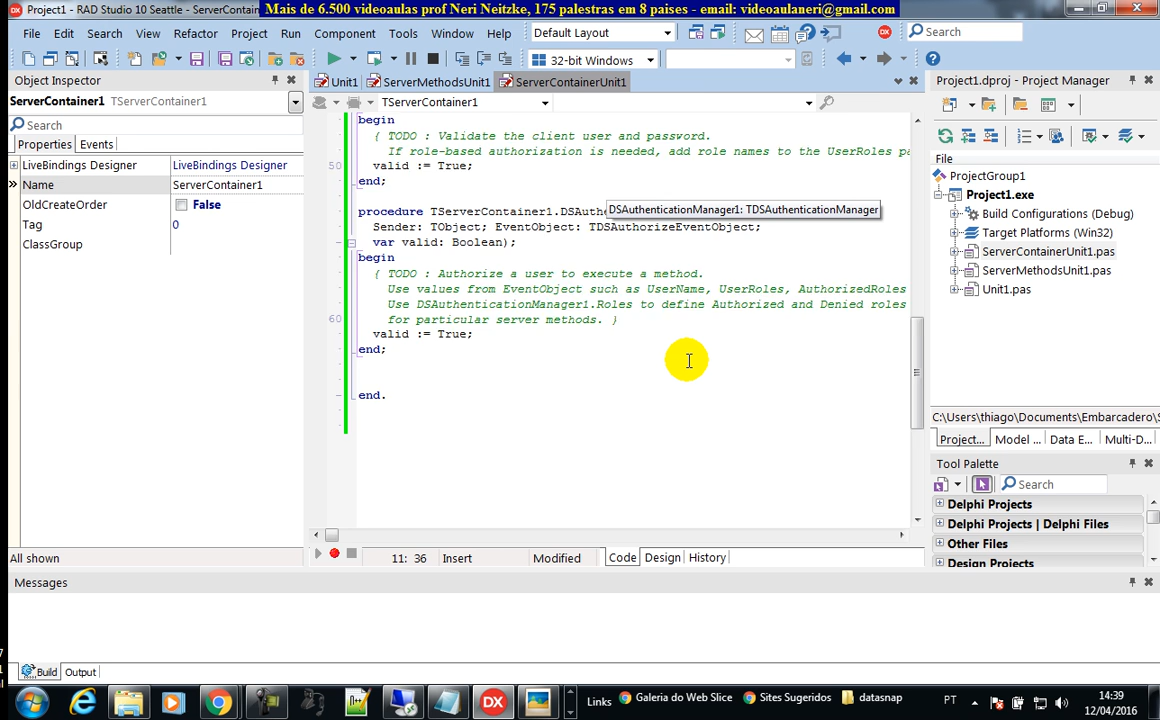 Project1 - RAD Studio 10 Seattle - ServerContain
Mais de 6.500 videoaulas prof Neri Neitzke, 175 palestras em 8 paises - email: videoaulaneri@gmail.com
File Edit Search View Refactor Project Run Component Tools Window Help
Default Layout
Search
32-bit Windows
Object Inspector
ServerContainer1 TServerContainer1
Search
Properties Events
LiveBindings Designer LiveBindings Designer
Name ServerContainer1
OldCreateOrder False
Tag 0
ClassGroup
All shown
Unit1 ServerMethodsUnit1 ServerContainerUnit1
TServerContainer1
begin
{ TODO : Validate the client user and password.
If role-based authorization is needed, add role names to the UserRoles pa
50 valid := True;
end;
procedure TServerContainer1.DSAuthe
DSAuthenticationManager1: TDSAuthenticationManager
Sender: TObject; EventObject: TDSAuthorizeEventObject;
var valid: Boolean);
begin
{ TODO : Authorize a user to execute a method.
Use values from EventObject such as UserName, UserRoles, AuthorizedRoles
Use DSAuthenticationManager1.Roles to define Authorized and Denied roles
60 for particular server methods. }
valid := True;
end;
end.
11: 36 Insert Modified Code Design History
Project1.dproj - Project Manager
File
ProjectGroup1
Project1.exe
Build Configurations (Debug)
Target Platforms (Win32)
ServerContainerUnit1.pas
ServerMethodsUnit1.pas
Unit1.pas
C:\Users\thiago\Documents\Embarcadero\S
Project... Model ... Data E... Multi-D...
Tool Palette
Search
Delphi Projects
Delphi Projects | Delphi Files
Other Files
Design Projects
Messages
Build Output
Links Galeria do Web Slice Sites Sugeridos datasnap PT
14:39
12/04/2016